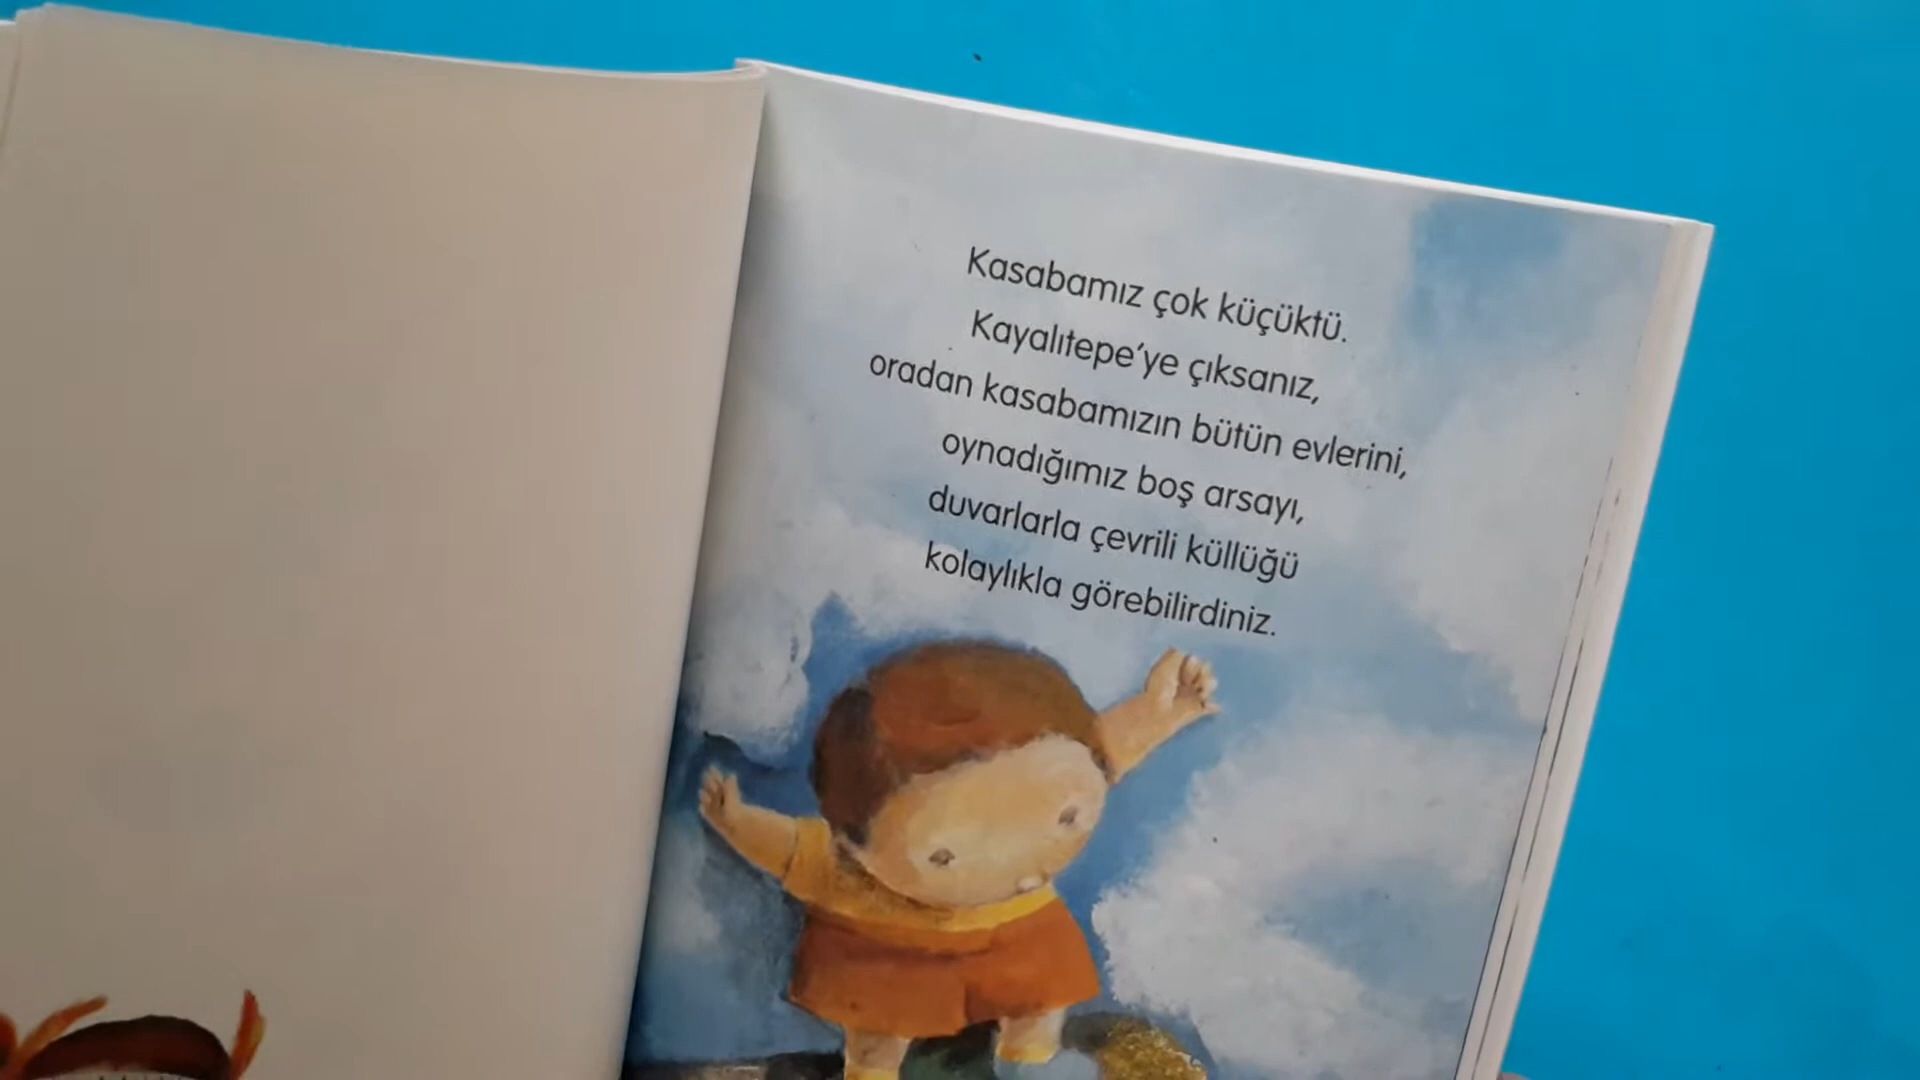 Kasabamız çok küçüktü.
Kayalıtepe’ye çıksanız,
oradan kasabamızın bütün evlerini,
oynadığımız boş arsayı,
duvarlarla çevrili küllüğü
kolaylıkla görebilirdiniz.